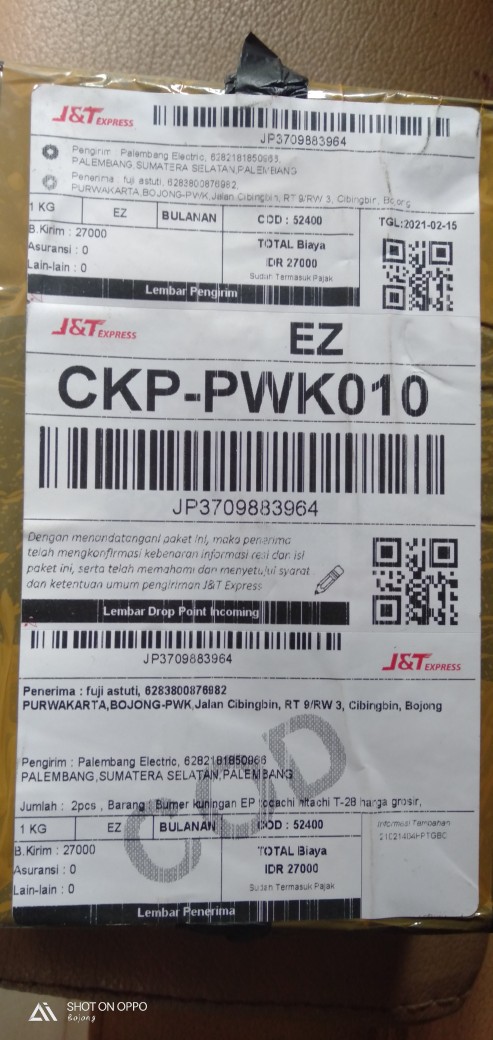 J&T EXPRESS
JP3709883964
Pengirim : Palembang Electric, 6282181850966,
PALEMBANG,SUMATERA SELATAN,PALEMBANG
Penerima : fuji astuti, 6283800876982,
PURWAKARTA,BOJONG-PWK,Jalan Cibingbin, RT 9/RW 3, Cibingbin, Bojong
1 KG EZ BULANAN COD : 52400 TGL:2021-02-15
B.Kirim : 27000
Asuransi : 0
Lain-lain : 0
TOTAL Biaya
IDR 27000
Sudah Termasuk Pajak
Lembar Pengirim
J&T EXPRESS EZ
CKP-PWK010
JP3709883964
Dengan menandatangani paket ini, maka penerima
telah mengkonfirmasi kebenaran informasi resi dan isi
paket ini, serta telah memahami dan menyetujui syarat
dan ketentuan umum pengiriman J&T Express
Lembar Drop Point Incoming
JP3709883964
J&T EXPRESS
Penerima : fuji astuti, 6283800876982
PURWAKARTA,BOJONG-PWK,Jalan Cibingbin, RT 9/RW 3, Cibingbin, Bojong
Pengirim : Palembang Electric, 6282181850966
PALEMBANG,SUMATERA SELATAN,PALEMBANG
COD
Jumlah : 2pcs , Barang : Burner kuningan EP hitachi T-28 harga grosir,
1 KG EZ BULANAN COD : 52400
Informasi Tambahan
B.Kirim : 27000
Asuransi : 0
Lain-lain : 0
TOTAL Biaya
IDR 27000
Sudah Termasuk Pajak
Lembar Penerima
SHOT ON OPPO
Bojong